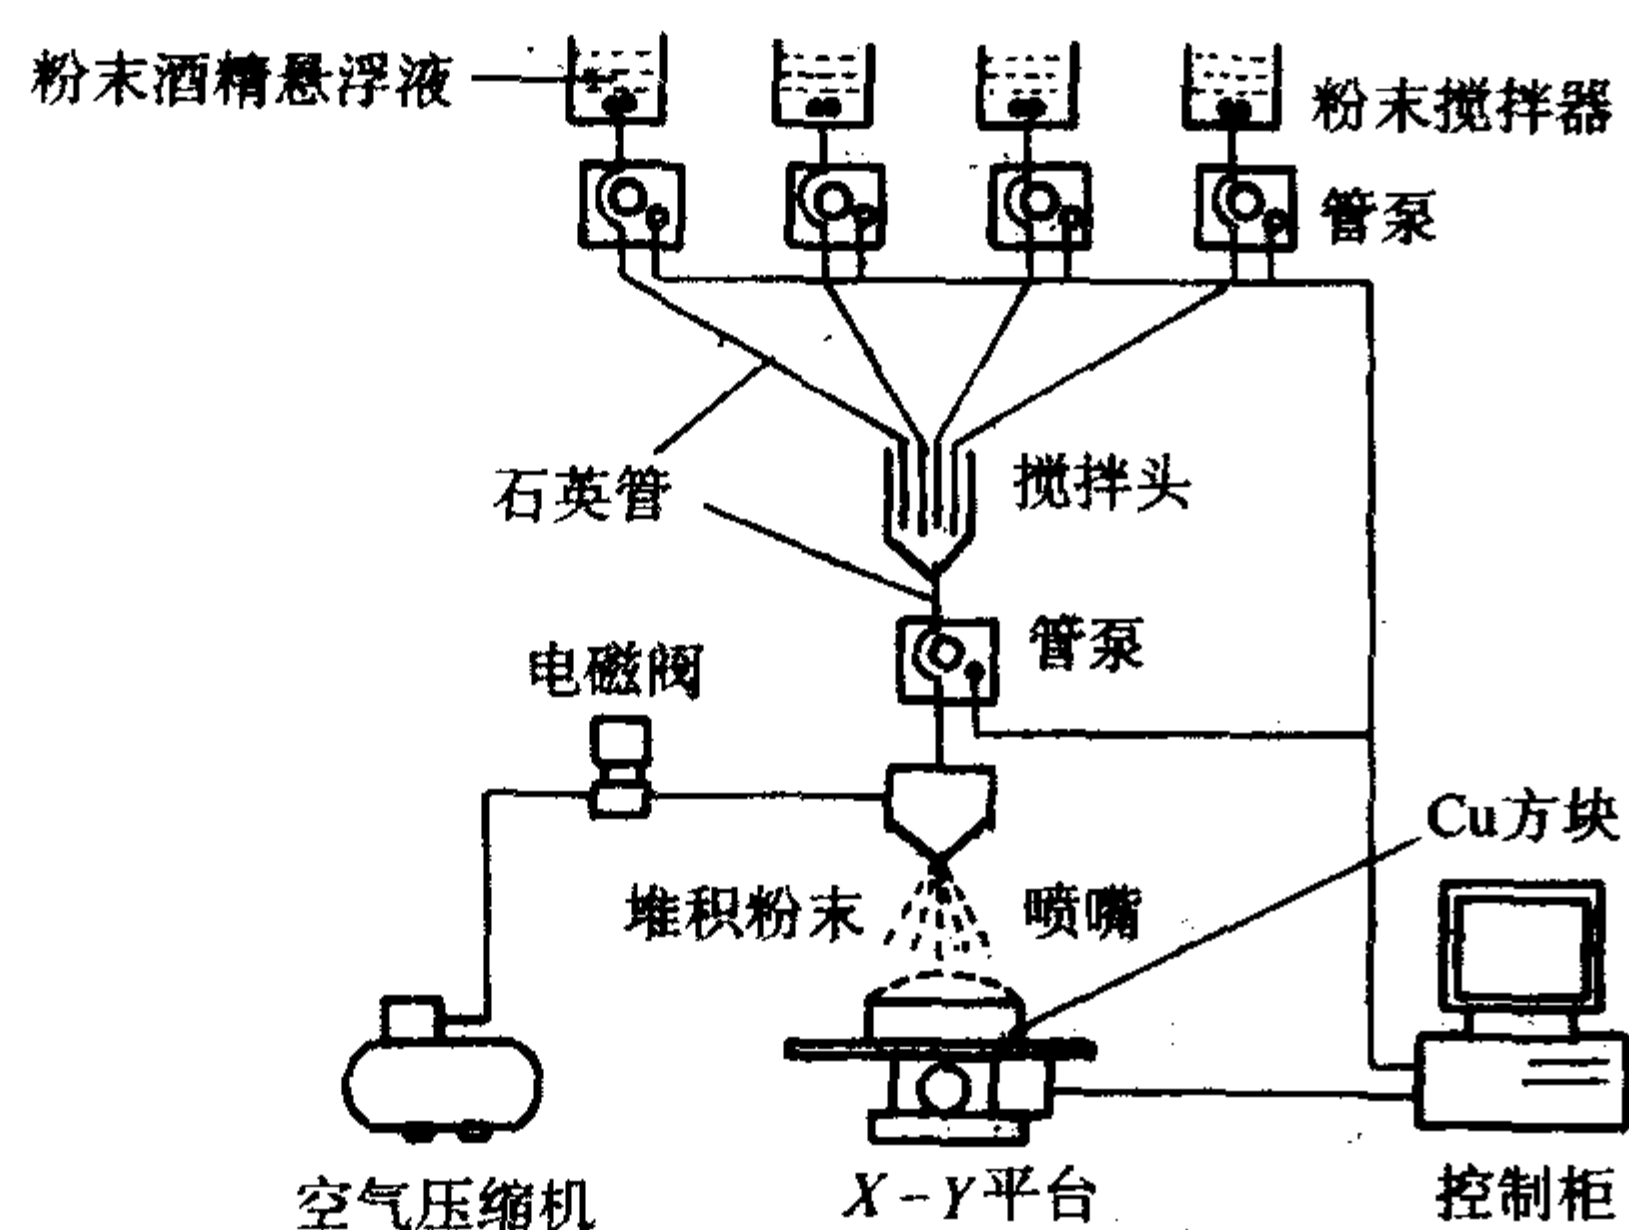 粉末酒精悬浮液
粉末搅拌器
管泵
石英管
搅拌头
管泵
电磁阀
Cu方块
堆积粉末
喷嘴
空气压缩机
X-Y平台
控制柜